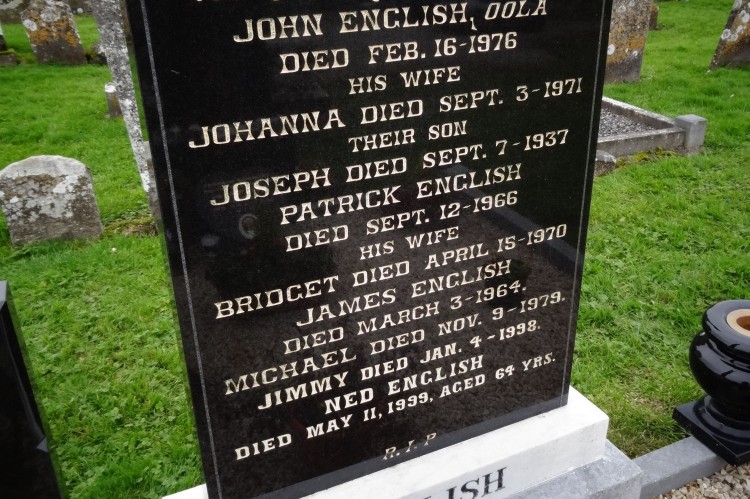 JOHN ENGLISH, OOLA
DIED FEB. 16-1976
HIS WIFE
JOHANNA DIED SEPT. 3-1971
THEIR SON
JOSEPH DIED SEPT. 7-1937
PATRICK ENGLISH
DIED SEPT. 12-1966
HIS WIFE
BRIDGET DIED APRIL 15-1970
JAMES ENGLISH
DIED MARCH 3-1964.
MICHAEL DIED NOV. 9-1979.
JIMMY DIED JAN. 4-1998.
NED ENGLISH
DIED MAY 11, 1999, AGED 64 YRS.
R.I.P
LISH